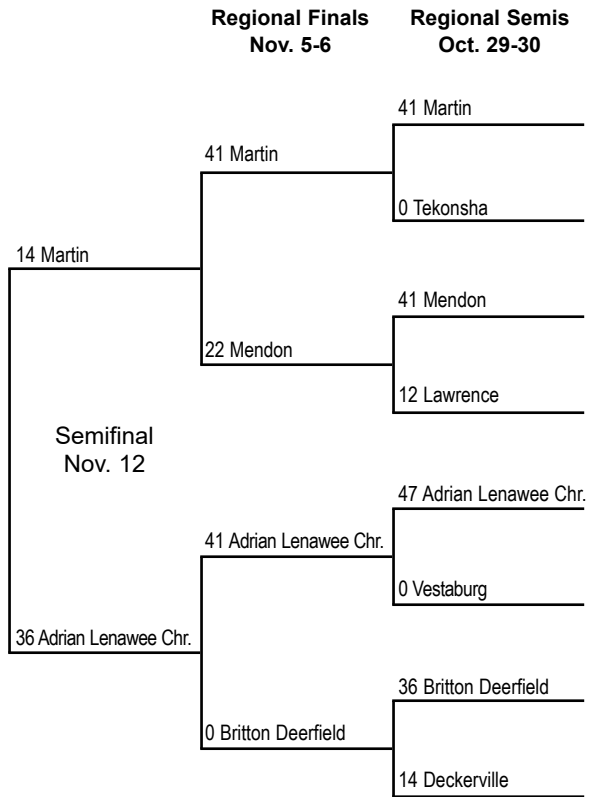 Regional Finals
Nov. 5-6
Regional Semis
Oct. 29-30
41 Martin
41 Martin
0 Tekonsha
14 Martin
41 Mendon
22 Mendon
12 Lawrence
Semifinal
Nov. 12
47 Adrian Lenawee Chr.
41 Adrian Lenawee Chr.
0 Vestaburg
36 Adrian Lenawee Chr.
36 Britton Deerfield
0 Britton Deerfield
14 Deckerville